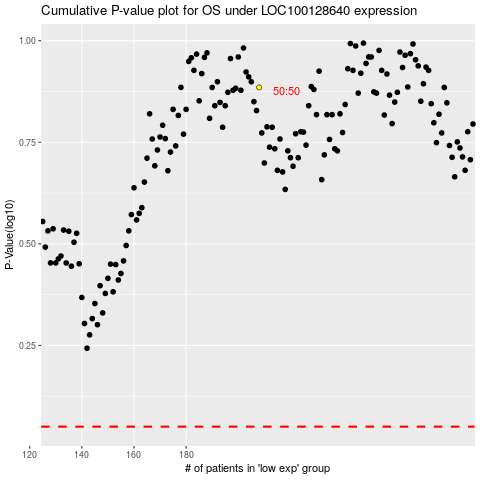 Cumulative P-value plot for OS under LOC100128640 expression
1.00
50:50
0.75
P-Value(log10)
0.50
0.25
120 140 160 180
# of patients in 'low exp' group